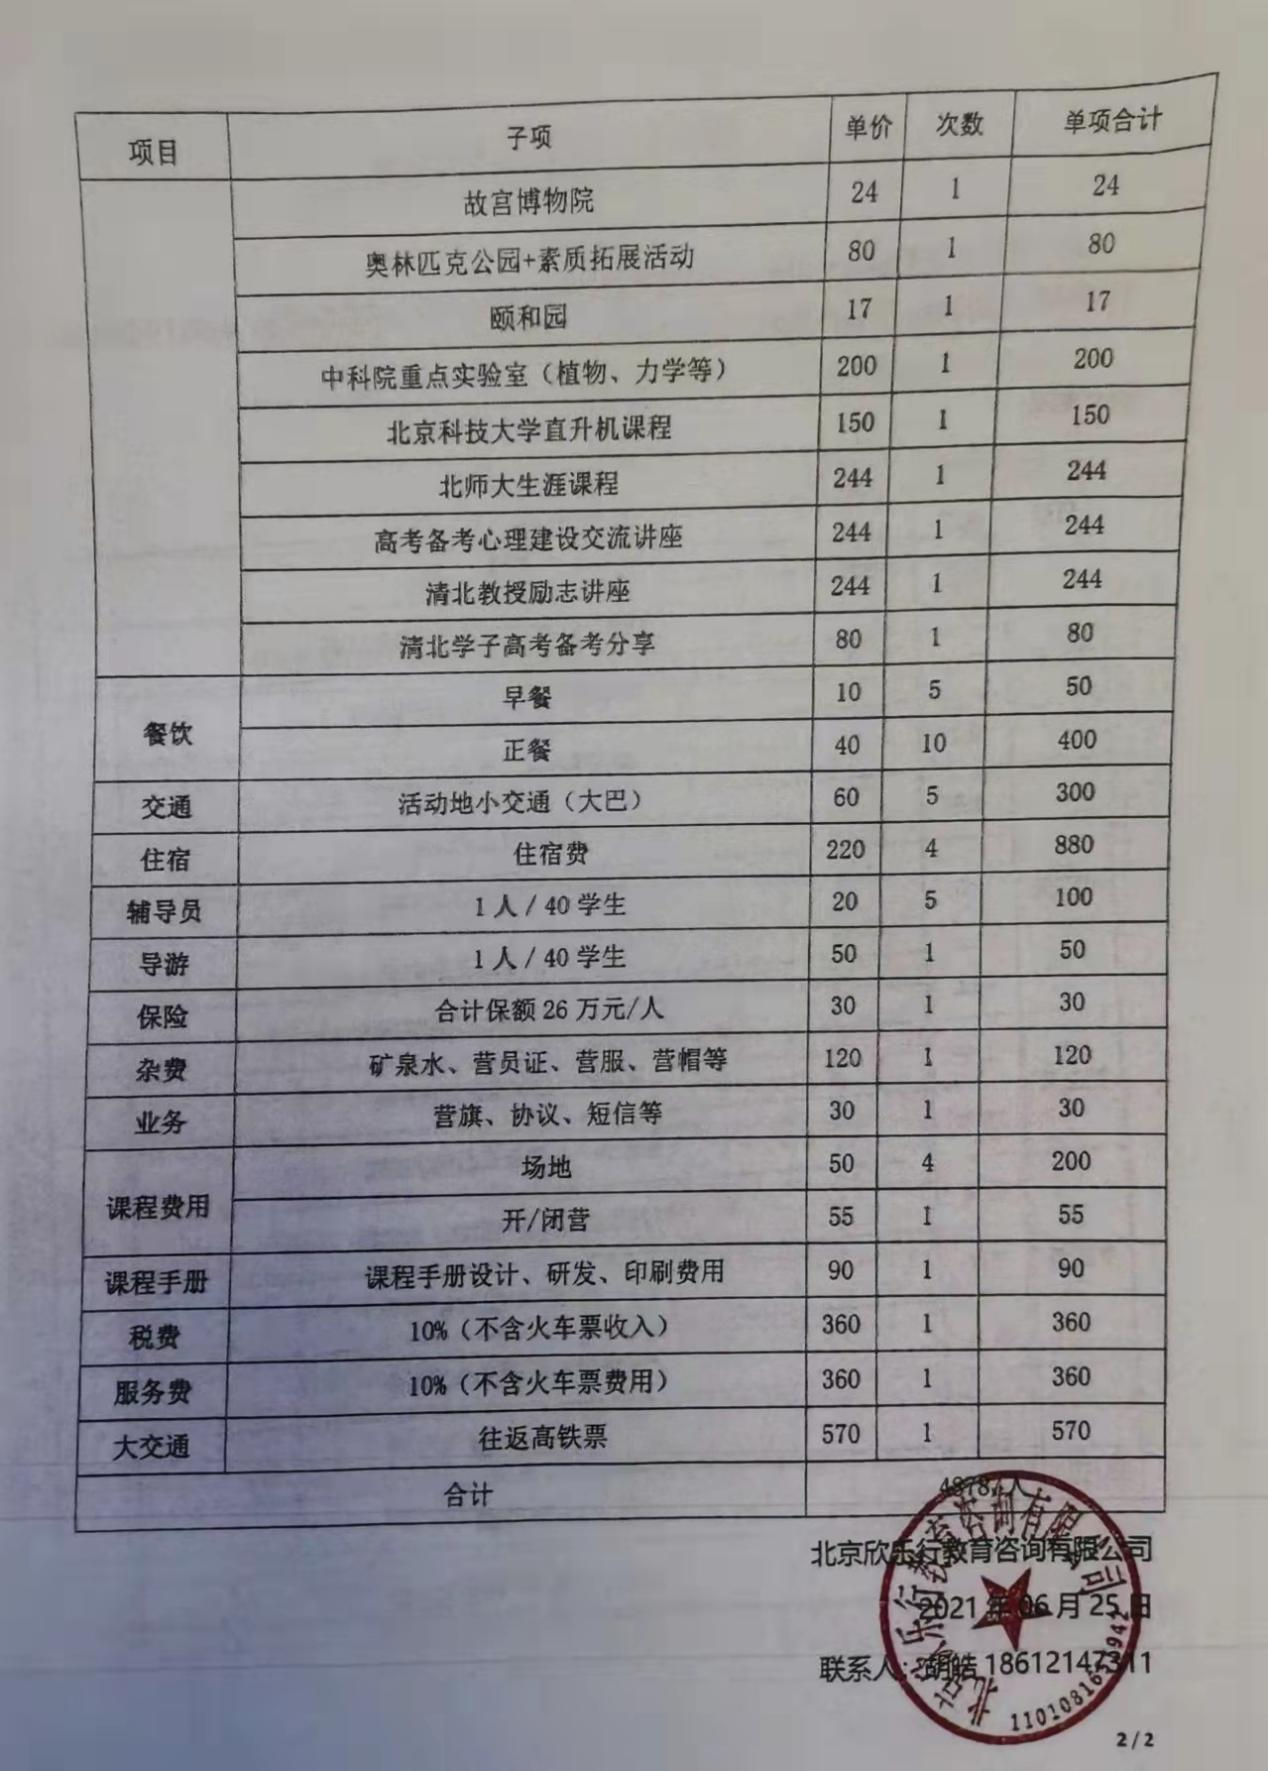 项目 子项 单价 次数 单项合计
故宫博物院 24 1 24
奥林匹克公园+素质拓展活动 80 1 80
颐和园 17 1 17
中科院重点实验室（植物、力学等） 200 1 200
北京科技大学直升机课程 150 1 150
北师大生涯课程 244 1 244
高考备考心理建设交流讲座 244 1 244
清北教授励志讲座 244 1 244
清北学子高考备考分享 80 1 80
餐饮 早餐 10 5 50
正餐 40 10 400
交通 活动地小交通（大巴） 60 5 300
住宿 住宿费 220 4 880
辅导员 1人/40学生 20 5 100
导游 1人/40学生 50 1 50
保险 合计保额26万元/人 30 1 30
杂费 矿泉水、营员证、营服、营帽等 120 1 120
业务 营旗、协议、短信等 30 1 30
课程费用 场地 50 4 200
开/闭营 55 1 55
课程手册 课程手册设计、研发、印刷费用 90 1 90
税费 10%（不含火车票收入） 360 1 360
服务费 10%（不含火车票费用） 360 1 360
大交通 往返高铁票 570 1 570
合计 4878/人
北京欣乐行教育咨询有限公司
2021年06月25日
联系人：胡皓 18612147311
北京欣乐行教育咨询有限公司
2/2